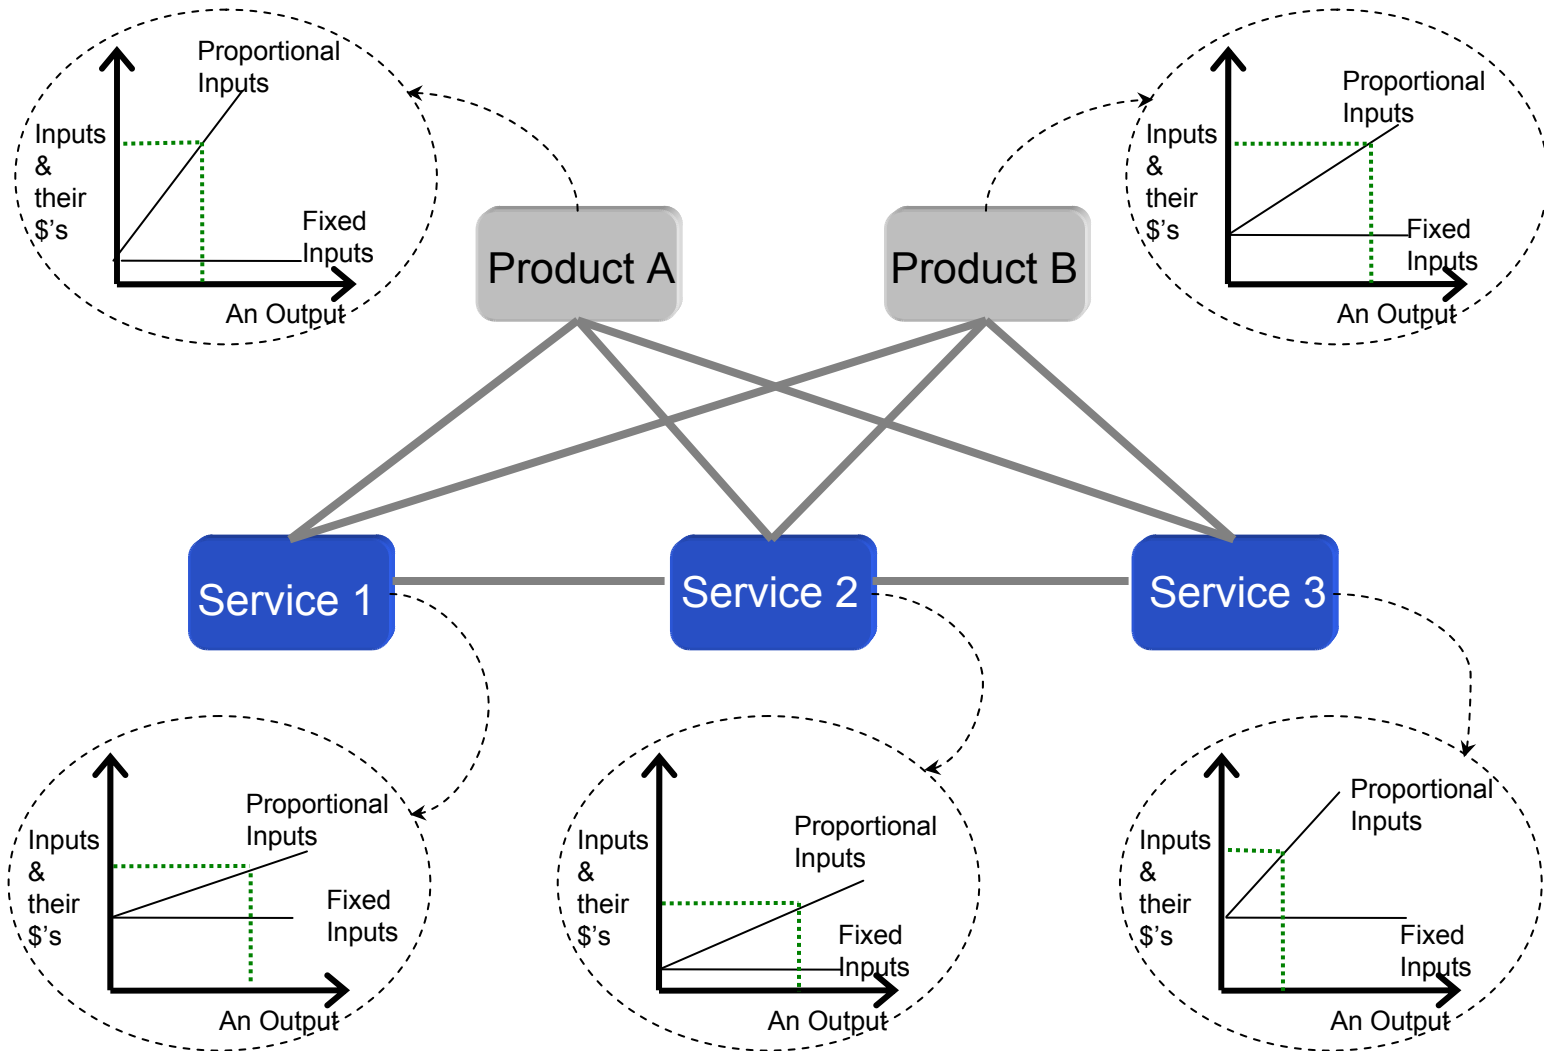 Proportional
Inputs
Inputs
&
their
$'s
Fixed
Inputs
An Output
Proportional
Inputs
Inputs
&
their
$'s
Fixed
Inputs
An Output
Product A
Product B
Service 1
Service 2
Service 3
Proportional
Inputs
Inputs
&
their
$'s
Fixed
Inputs
An Output
Proportional
Inputs
Inputs
&
their
$'s
Fixed
Inputs
An Output
Proportional
Inputs
Inputs
&
their
$'s
Fixed
Inputs
An Output